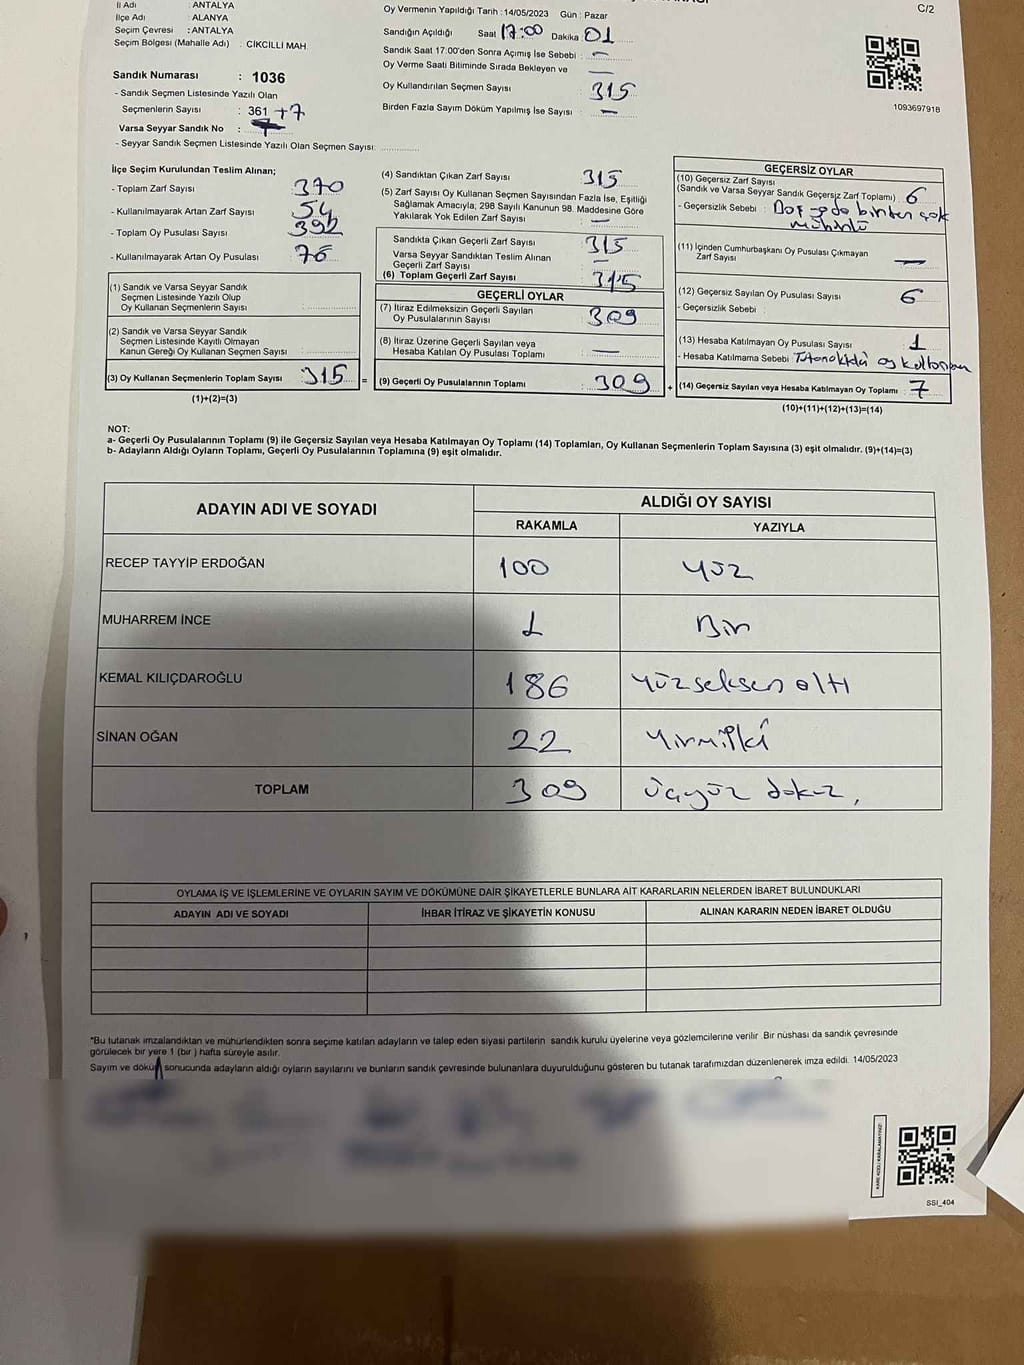 C/2
İl Adı : ANTALYA
İlçe Adı : ALANYA
Seçim Çevresi : ANTALYA
Seçim Bölgesi (Mahalle Adı) : CİKCİLLİ MAH.
Sandık Numarası : 1036
- Sandık Seçmen Listesinde Yazılı Olan
Seçmenlerin Sayısı : 361 +7
Varsa Seyyar Sandık No :
- Seyyar Sandık Seçmen Listesinde Yazılı Olan Seçmen Sayısı: ............
Oy Vermenin Yapıldığı Tarih : 14/05/2023 Gün : Pazar
Sandığın Açıldığı Saat 17:00 Dakika : 01
Sandık Saat 17:00'den Sonra Açımış İse Sebebi : —
Oy Verme Saati Bitiminde Sırada Bekleyen ve —
Oy Kullandırılan Seçmen Sayısı : 315
Birden Fazla Sayım Döküm Yapılmış İse Sayısı : —
1093697918
İlçe Seçim Kurulundan Teslim Alınan;
- Toplam Zarf Sayısı : 370
- Kullanılmayarak Artan Zarf Sayısı : 54
- Toplam Oy Pusulası Sayısı : 392
- Kullanılmayarak Artan Oy Pusulası : 76
(1) Sandık ve Varsa Seyyar Sandık
Seçmen Listesinde Yazılı Olup
Oy Kullanan Seçmenlerin Sayısı :
(2) Sandık ve Varsa Seyyar Sandık
Seçmen Listesinde Kayıtlı Olmayan
Kanun Gereği Oy Kullanan Seçmen Sayısı :
(3) Oy Kullanan Seçmenlerin Toplam Sayısı : 315 =
(1)+(2)=(3)
(4) Sandıktan Çıkan Zarf Sayısı : 315
(5) Zarf Sayısı Oy Kullanan Seçmen Sayısından Fazla İse, Eşitliği
Sağlamak Amacıyla, 298 Sayılı Kanunun 98. Maddesine Göre
Yakılarak Yok Edilen Zarf Sayısı : —
Sandıkta Çıkan Geçerli Zarf Sayısı : 315
Varsa Seyyar Sandıktan Teslim Alınan
Geçerli Zarf Sayısı : —
(6) Toplam Geçerli Zarf Sayısı : 315
GEÇERLİ OYLAR
(7) İtiraz Edilmeksizin Geçerli Sayılan
Oy Pusulalarının Sayısı : 309
(8) İtiraz Üzerine Geçerli Sayılan veya
Hesaba Katılan Oy Pusulası Toplamı : —
(9) Geçerli Oy Pusulalarının Toplamı : 309 +
GEÇERSİZ OYLAR
(10) Geçersiz Zarf Sayısı
(Sandık ve Varsa Seyyar Sandık Geçersiz Zarf Toplamı) : 6
- Geçersizlik Sebebi : birden çok
mühürlü
(11) İçinden Cumhurbaşkanı Oy Pusulası Çıkmayan
Zarf Sayısı : —
(12) Geçersiz Sayılan Oy Pusulası Sayısı : 6
- Geçersizlik Sebebi :
(13) Hesaba Katılmayan Oy Pusulası Sayısı : 1
- Hesaba Katılmama Sebebi : oy
(14) Geçersiz Sayılan veya Hesaba Katılmayan Oy Toplamı : 7
(10)+(11)+(12)+(13)=(14)
NOT:
a- Geçerli Oy Pusulalarının Toplamı (9) ile Geçersiz Sayılan veya Hesaba Katılmayan Oy Toplamı (14) Toplamları, Oy Kullanan Seçmenlerin Toplam Sayısına (3) eşit olmalıdır. (9)+(14)=(3)
b- Adayların Aldığı Oyların Toplamı, Geçerli Oy Pusulalarının Toplamına (9) eşit olmalıdır.
ADAYIN ADI VE SOYADI ALDIĞI OY SAYISI
RAKAMLA YAZIYLA
RECEP TAYYİP ERDOĞAN 100 Yüz
MUHARREM İNCE 1 Bir
KEMAL KILIÇDAROĞLU 186 Yüzseksen altı
SİNAN OĞAN 22 Yirmiiki
TOPLAM 309 üçyüz dokuz,
OYLAMA İŞ VE İŞLEMLERİNE VE OYLARIN SAYIM VE DÖKÜMÜNE DAİR ŞİKAYETLERLE BUNLARA AİT KARARLARIN NELERDEN İBARET BULUNDUKLARI
ADAYIN ADI VE SOYADI İHBAR İTİRAZ VE ŞİKAYETİN KONUSU ALINAN KARARIN NEDEN İBARET OLDUĞU
*Bu tutanak imzalandıktan ve mühürlendikten sonra seçime katılan adayların ve talep eden siyasi partilerin sandık kurulu üyelerine veya gözlemcilerine verilir. Bir nüshası da sandık çevresinde
görülecek bir yere 1 (bir) hafta süreyle asılır.
Sayım ve döküm sonucunda adayların aldığı oyların sayılarını ve bunların sandık çevresinde bulunanlara duyurulduğunu gösteren bu tutanak tarafımızdan düzenlenerek imza edildi. 14/05/2023
KARE KODU KARALAMAYINIZ!
SSI_404